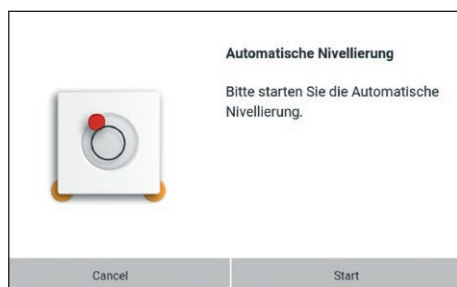 Automatische Nivellierung
Bitte starten Sie die Automatische
Nivellierung.
Cancel
Start